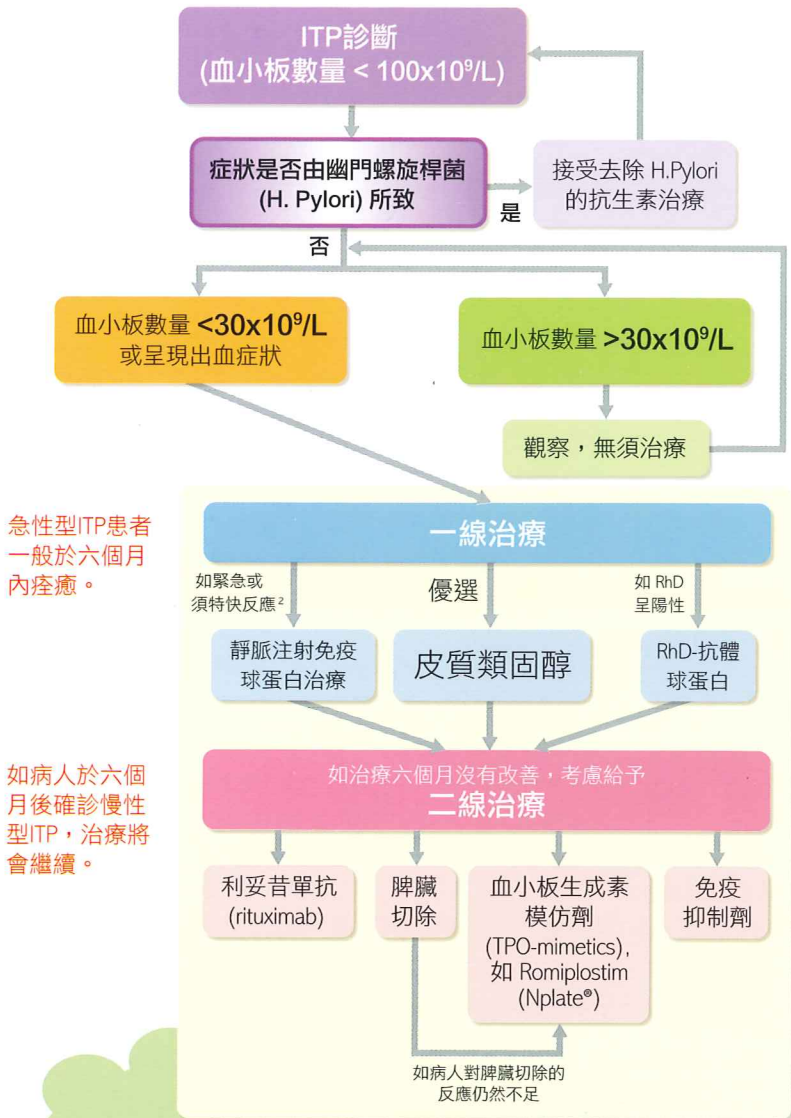 ITP診斷
(血小板數量 < 100x10⁹/L)
症狀是否由幽門螺旋桿菌
(H. Pylori) 所致
是
接受去除 H.Pylori
的抗生素治療
否
血小板數量 <30x10⁹/L
或呈現出血症狀
血小板數量 >30x10⁹/L
觀察，無須治療
急性型ITP患者
一般於六個月
內痊癒。
一線治療
如緊急或
須特快反應²
優選
如 RhD
呈陽性
靜脈注射免疫
球蛋白治療
皮質類固醇
RhD-抗體
球蛋白
如病人於六個
月後確診慢性
型ITP，治療將
會繼續。
如治療六個月沒有改善，考慮給予
二線治療
利妥昔單抗
(rituximab)
脾臟
切除
血小板生成素
模仿劑
(TPO-mimetics),
如 Romiplostim
(Nplate®)
免疫
抑制劑
如病人對脾臟切除的
反應仍然不足